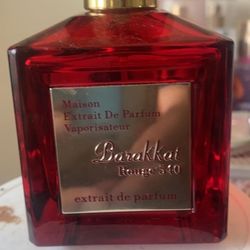 Maison
Extrait De Parfum
Vaporisateur
Barakkat
Rouge 540
extrait de parfum